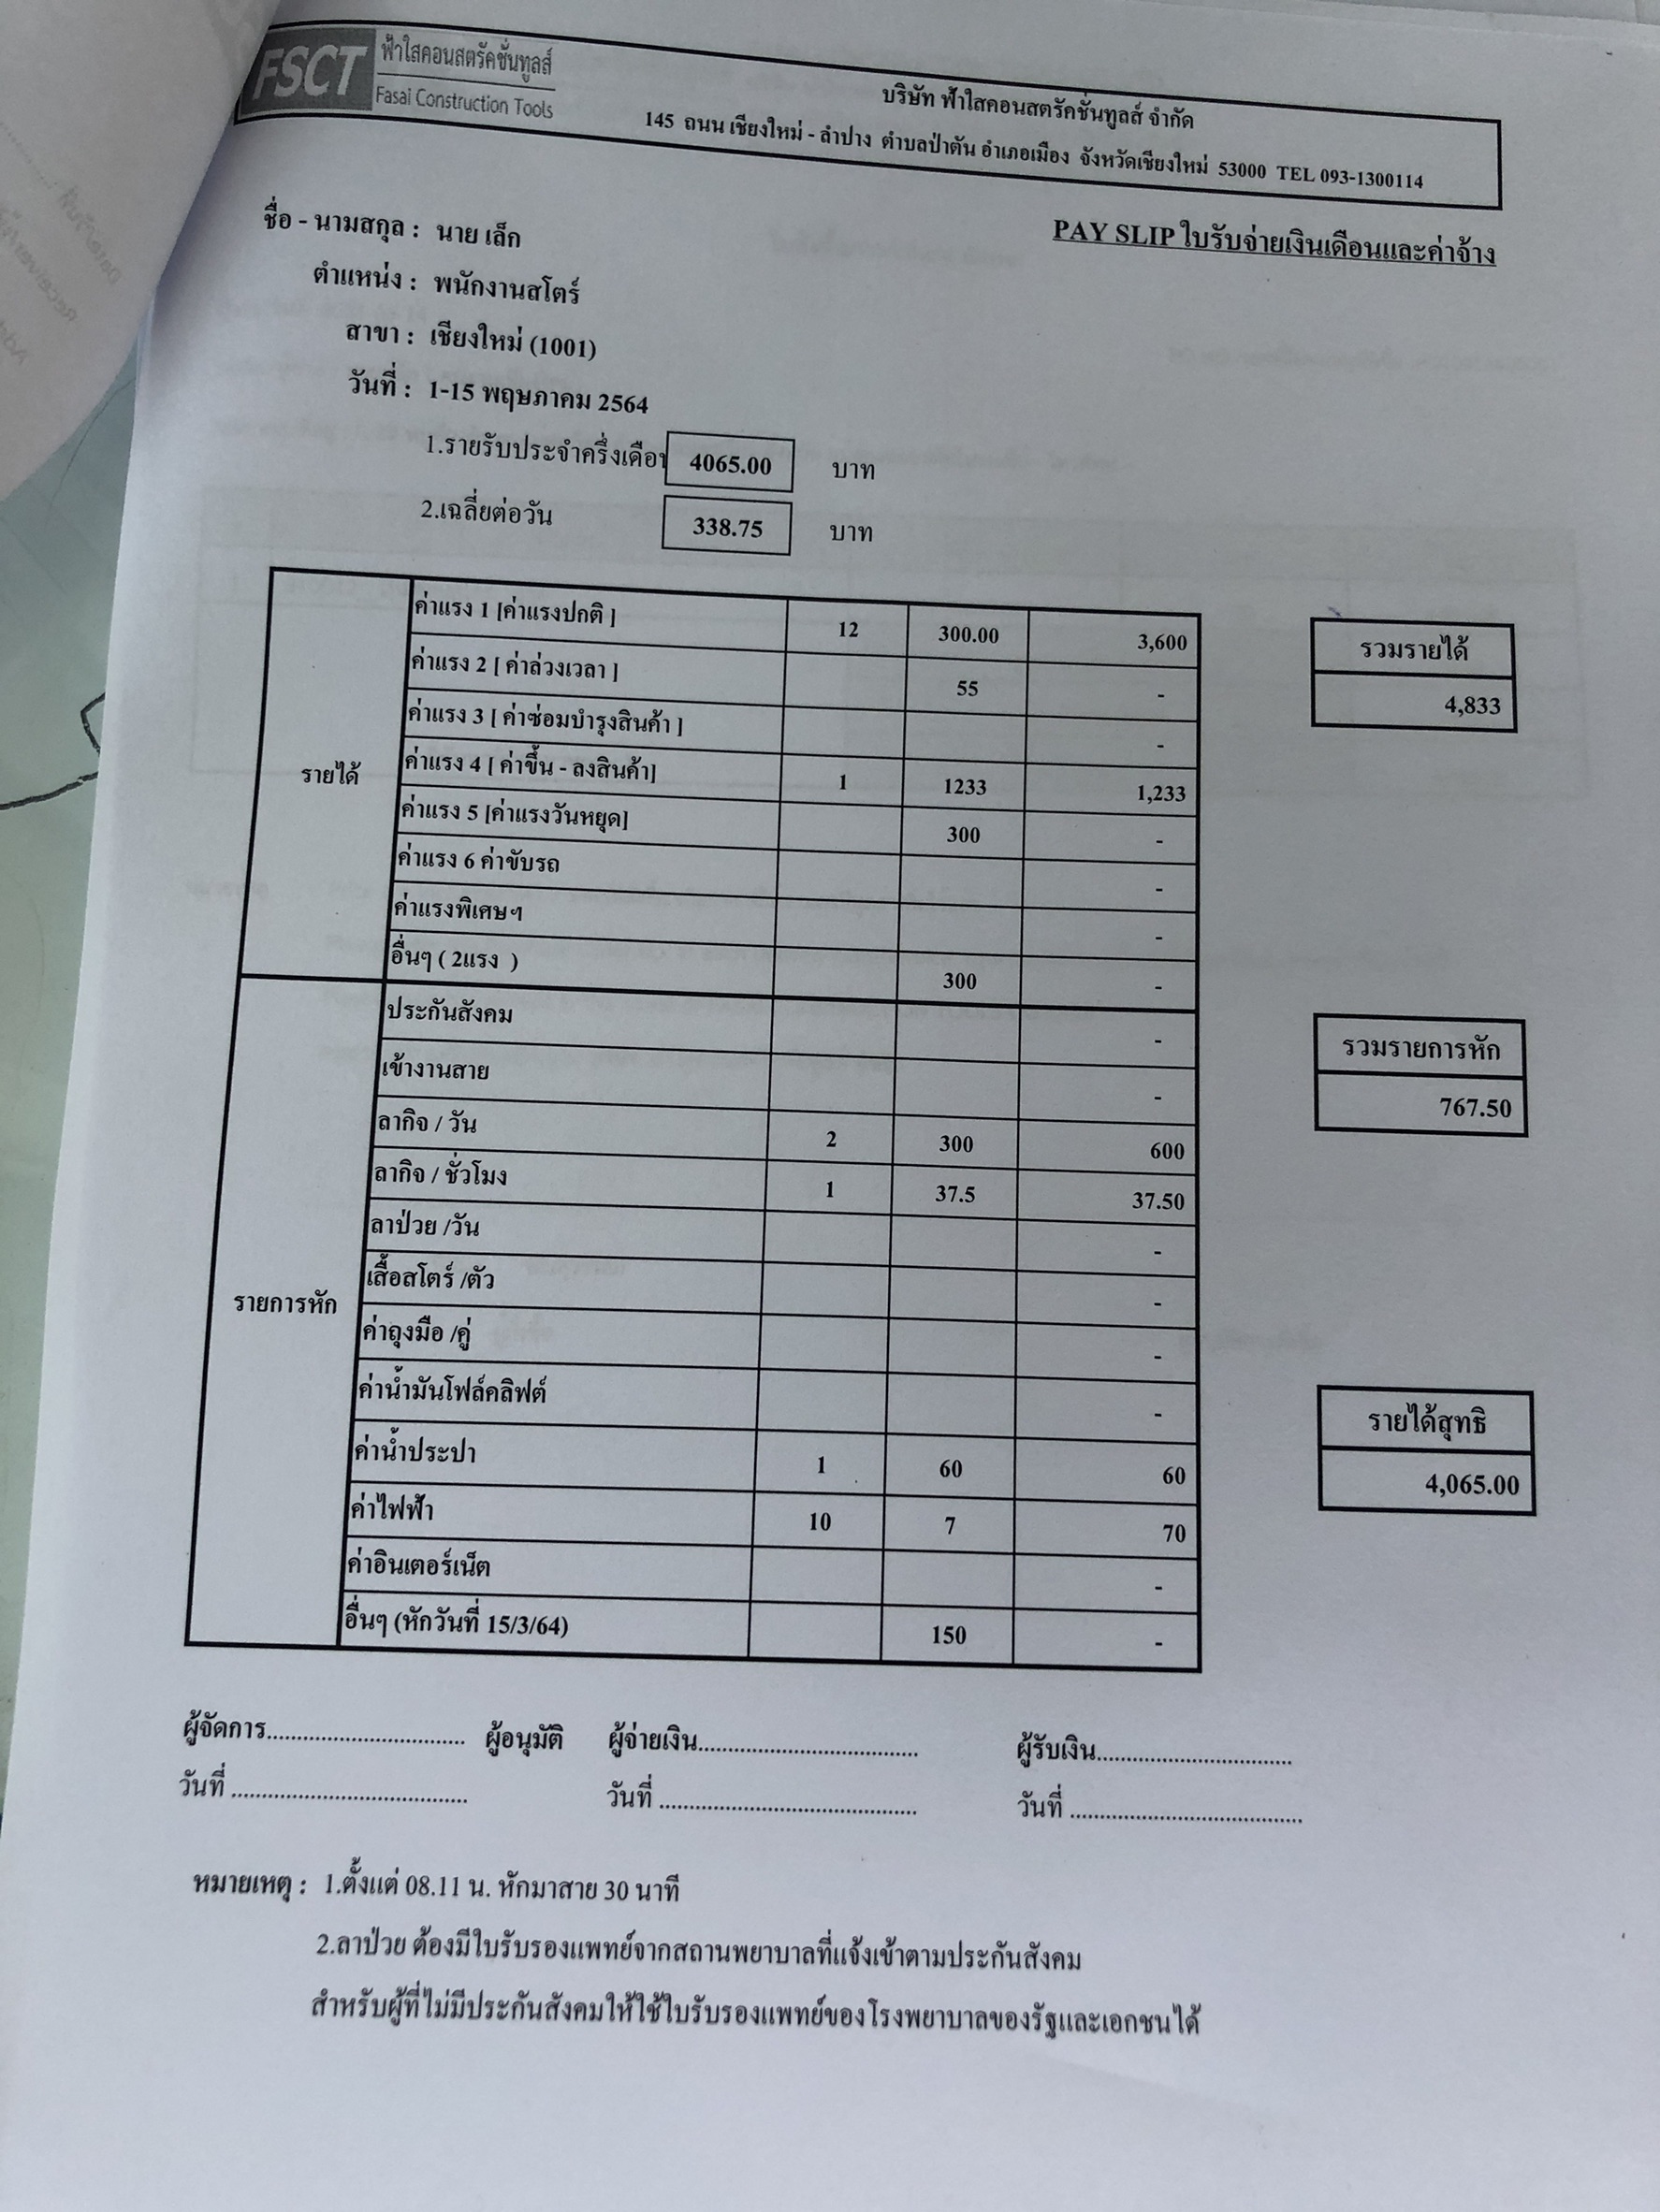 FSCT ฟ้าใสคอนสตรัคชั่นทูลส์
Fasai Construction Tools
บริษัท ฟ้าใสคอนสตรัคชั่นทูลส์ จำกัด
145 ถนน เชียงใหม่ - ลำปาง ตำบลป่าตัน อำเภอเมือง จังหวัดเชียงใหม่ 53000 TEL 093-1300114
PAY SLIP ใบรับจ่ายเงินเดือนและค่าจ้าง
ชื่อ - นามสกุล : นาย เล็ก
ตำแหน่ง : พนักงานสโตร์
สาขา : เชียงใหม่ (1001)
วันที่ : 1-15 พฤษภาคม 2564
1.รายรับประจำครึ่งเดือน 4065.00 บาท
2.เฉลี่ยต่อวัน 338.75 บาท
รายได้
ค่าแรง 1 [ค่าแรงปกติ ] 12 300.00 3,600
ค่าแรง 2 [ ค่าล่วงเวลา ] 55 -
ค่าแรง 3 [ ค่าซ่อมบำรุงสินค้า ] -
ค่าแรง 4 [ ค่าขึ้น - ลงสินค้า] 1 1233 1,233
ค่าแรง 5 [ค่าแรงวันหยุด] 300 -
ค่าแรง 6 ค่าขับรถ -
ค่าแรงพิเศษฯ -
อื่นๆ ( 2แรง ) 300 -
รวมรายได้
4,833
รายการหัก
ประกันสังคม -
เข้างานสาย -
ลากิจ / วัน 2 300 600
ลากิจ / ชั่วโมง 1 37.5 37.50
ลาป่วย /วัน -
เสื้อสโตร์ /ตัว -
ค่าถุงมือ /คู่ -
ค่าน้ำมันโฟล์คลิฟต์ -
ค่าน้ำประปา 1 60 60
ค่าไฟฟ้า 10 7 70
ค่าอินเตอร์เน็ต -
อื่นๆ (หักวันที่ 15/3/64) 150 -
รวมรายการหัก
767.50
รายได้สุทธิ
4,065.00
ผู้จัดการ................................. ผู้อนุมัติ ผู้จ่ายเงิน..................................... ผู้รับเงิน.................................
วันที่ ....................................... วันที่ ........................................... วันที่ .......................................
หมายเหตุ : 1.ตั้งแต่ 08.11 น. หักมาสาย 30 นาที
2.ลาป่วย ต้องมีใบรับรองแพทย์จากสถานพยาบาลที่แจ้งเข้าตามประกันสังคม
สำหรับผู้ที่ไม่มีประกันสังคมให้ใช้ใบรับรองแพทย์ของโรงพยาบาลของรัฐและเอกชนได้